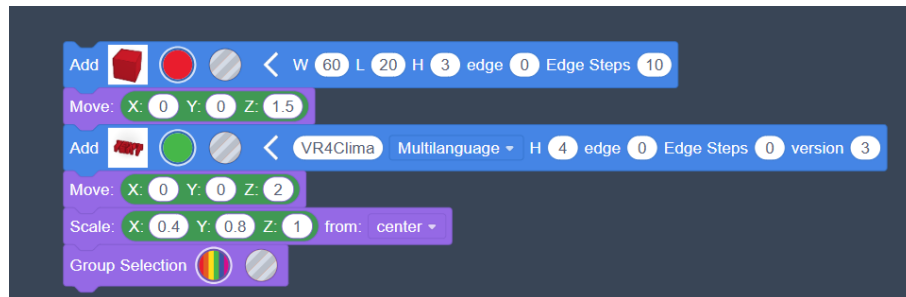 Add W 60 L 20 H 3 edge 0 Edge Steps 10
Move: X: 0 Y: 0 Z: 1.5
Add VR4Clima Multilanguage H 4 edge 0 Edge Steps 0 version 3
Move: X: 0 Y: 0 Z: 2
Scale: X: 0.4 Y: 0.8 Z: 1 from: center
Group Selection